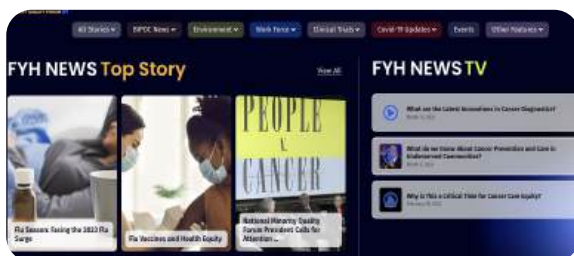 All Stories
BIPOC News
Environment
Work Force
Clinical Trials
Covid-19 Updates
Events
Other Features
FYH NEWS Top Story
View All
FYH NEWS TV
PEOPLE
v.
CANCER
Flu Season: Facing the 2023 Flu
Surge
Flu Vaccines and Health Equity
National Minority Quality
Forum President Calls for
Attention ...
What are the Latest Innovations in Cancer Diagnostics?
What do we Know About Cancer Prevention and Care in
Underserved Communities?
Why is This a Critical Time for Cancer Care Equity?